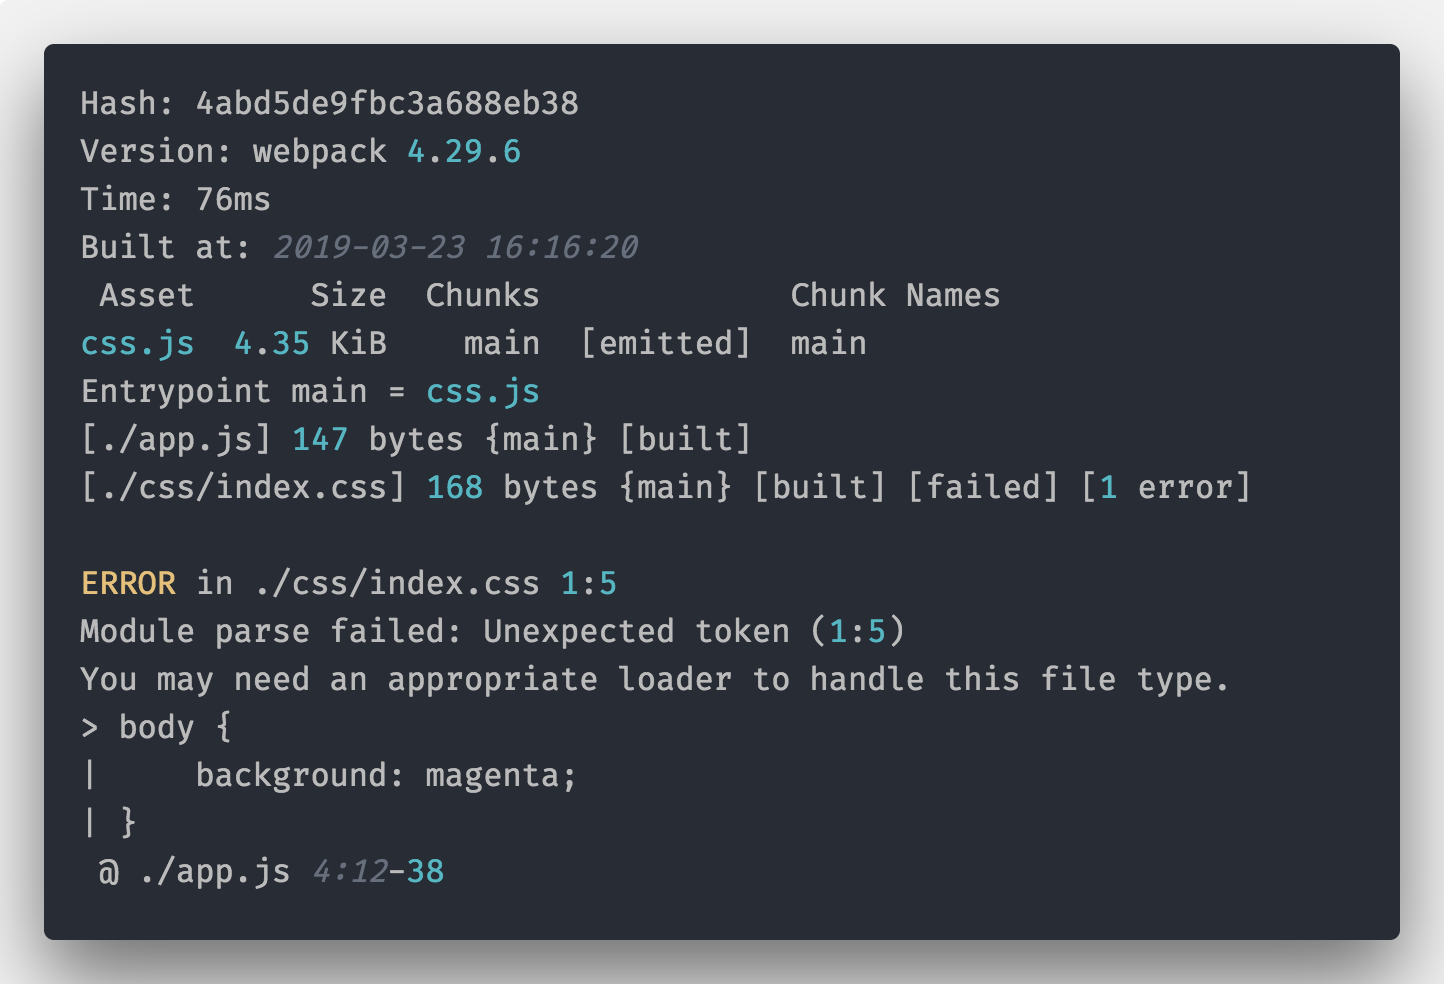 Hash: 4abd5de9fbc3a688eb38
Version: webpack 4.29.6
Time: 76ms
Built at: 2019-03-23 16:16:20
 Asset      Size  Chunks             Chunk Names
css.js  4.35 KiB    main  [emitted]  main
Entrypoint main = css.js
[./app.js] 147 bytes {main} [built]
[./css/index.css] 168 bytes {main} [built] [failed] [1 error]

ERROR in ./css/index.css 1:5
Module parse failed: Unexpected token (1:5)
You may need an appropriate loader to handle this file type.
> body {
|     background: magenta;
| }
 @ ./app.js 4:12-38